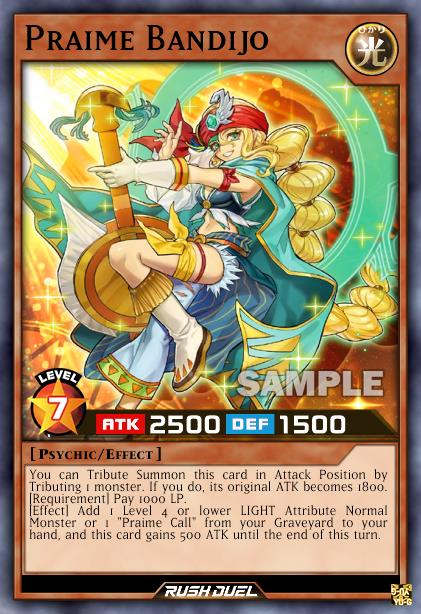 Praime Bandijo
ひかり
光
SAMPLE
LEVEL
7
ATK 2500 DEF 1500
[ Psychic/Effect ]
You can Tribute Summon this card in Attack Position by
Tributing 1 monster. If you do, its original ATK becomes 1800.
[Requirement] Pay 1000 LP.
[Effect] Add 1 Level 4 or lower LIGHT Attribute Normal
Monster or 1 "Praime Call" from your Graveyard to your
hand, and this card gains 500 ATK until the end of this turn.
RUSH DUEL